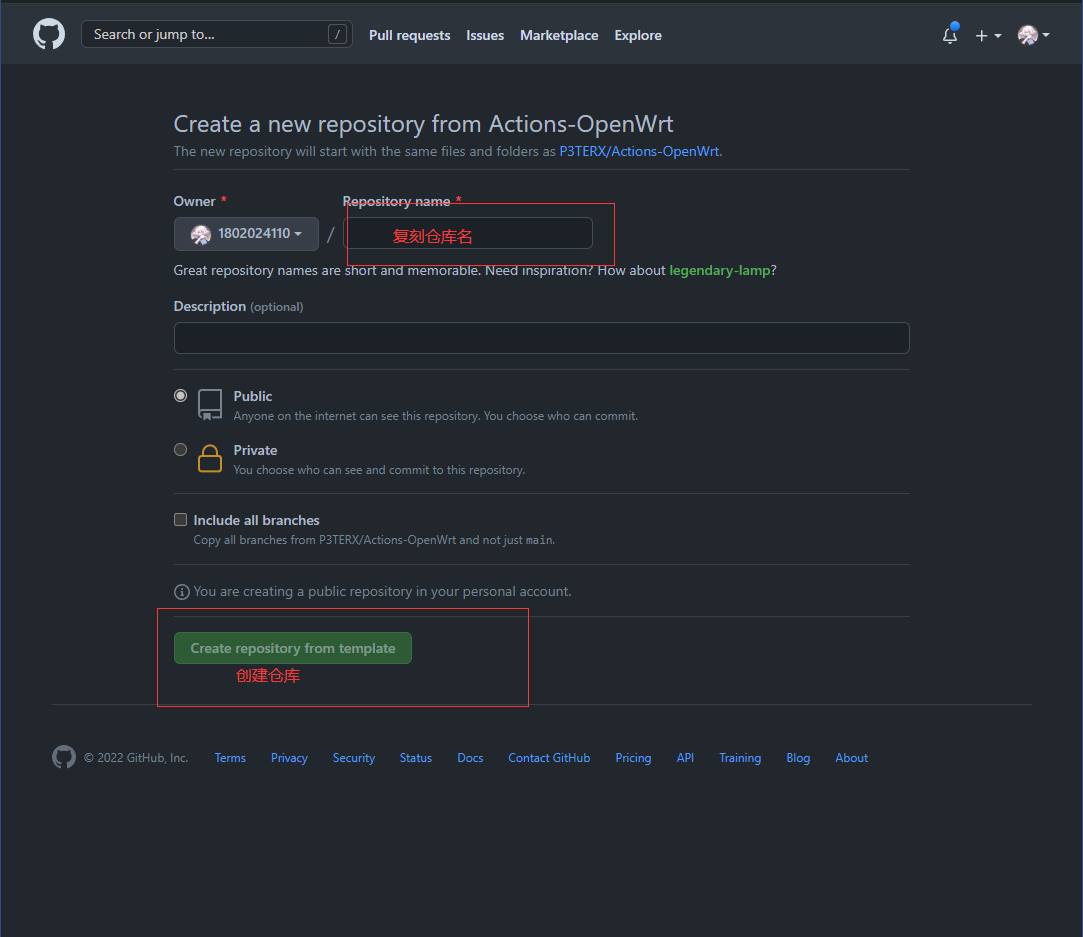 Search or jump to... /
Pull requests Issues Marketplace Explore
Create a new repository from Actions-OpenWrt
The new repository will start with the same files and folders as P3TERX/Actions-OpenWrt.
Owner * Repository name *
1802024110 / 复刻仓库名
Great repository names are short and memorable. Need inspiration? How about legendary-lamp?
Description (optional)
Public
Anyone on the internet can see this repository. You choose who can commit.
Private
You choose who can see and commit to this repository.
Include all branches
Copy all branches from P3TERX/Actions-OpenWrt and not just main.
You are creating a public repository in your personal account.
Create repository from template
创建仓库
© 2022 GitHub, Inc. Terms Privacy Security Status Docs Contact GitHub Pricing API Training Blog About